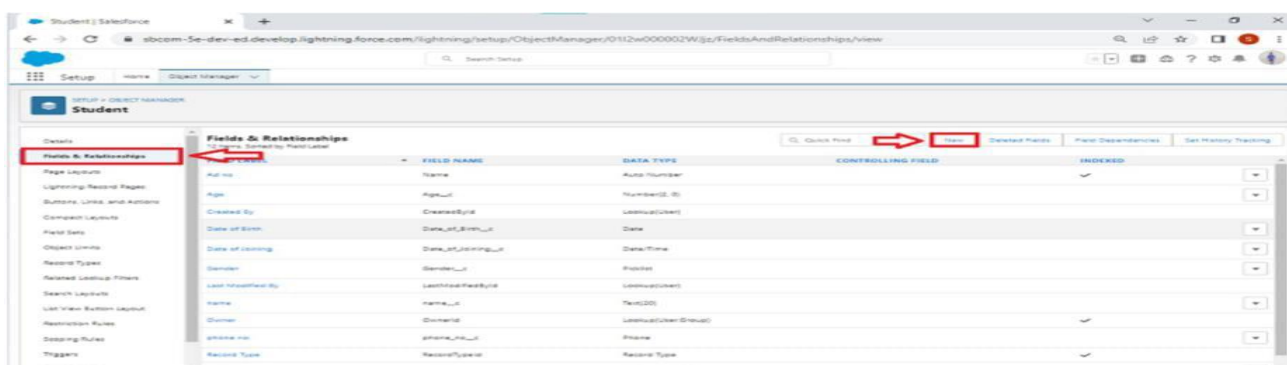 Student | Salesforce
sbcom-5e-dev-ed.develop.lightning.force.com/lightning/setup/ObjectManager/01I2w000002WJjz/FieldsAndRelationships/view
Search Setup
Setup Home Object Manager
SETUP > OBJECT MANAGER
Student
Details
Fields & Relationships
Page Layouts
Lightning Record Pages
Buttons, Links, and Actions
Compact Layouts
Field Sets
Object Limits
Record Types
Related Lookup Filters
Search Layouts
List View Button Layout
Restriction Rules
Scoping Rules
Triggers
Fields & Relationships
12 Items, Sorted by Field Label
Quick Find New Deleted Fields Field Dependencies Set History Tracking
FIELD LABEL FIELD NAME DATA TYPE CONTROLLING FIELD INDEXED
Ad no Name Auto Number
Age Age__c Number(2, 0)
Created By CreatedById Lookup(User)
Date of Birth Date_of_Birth__c Date
Date of Joining Date_of_Joining__c Date/Time
Gender Gender__c Picklist
Last Modified By LastModifiedById Lookup(User)
name name__c Text(20)
Owner OwnerId Lookup(User,Group)
phone no phone_no__c Phone
Record Type RecordTypeId Record Type